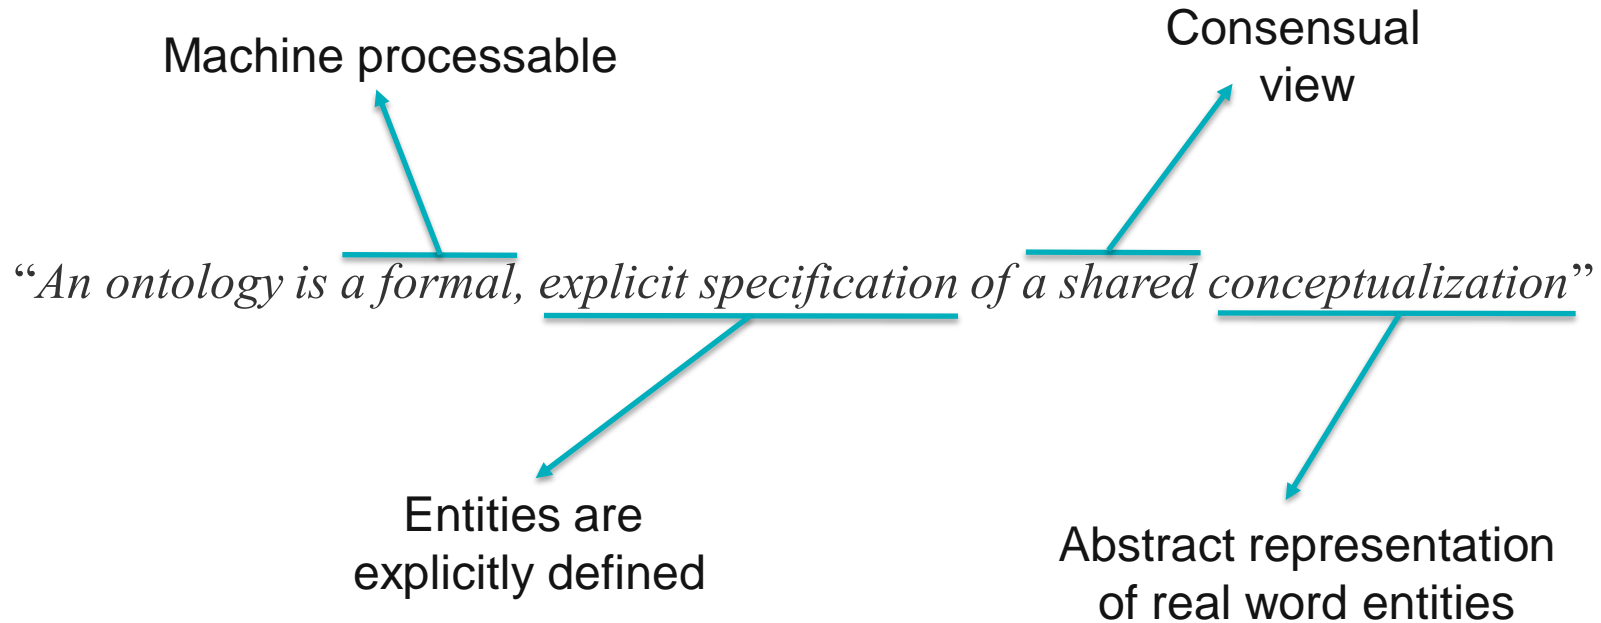 Machine processable
Consensual
view
“An ontology is a formal, explicit specification of a shared conceptualization”
Entities are
explicitly defined
Abstract representation
of real word entities